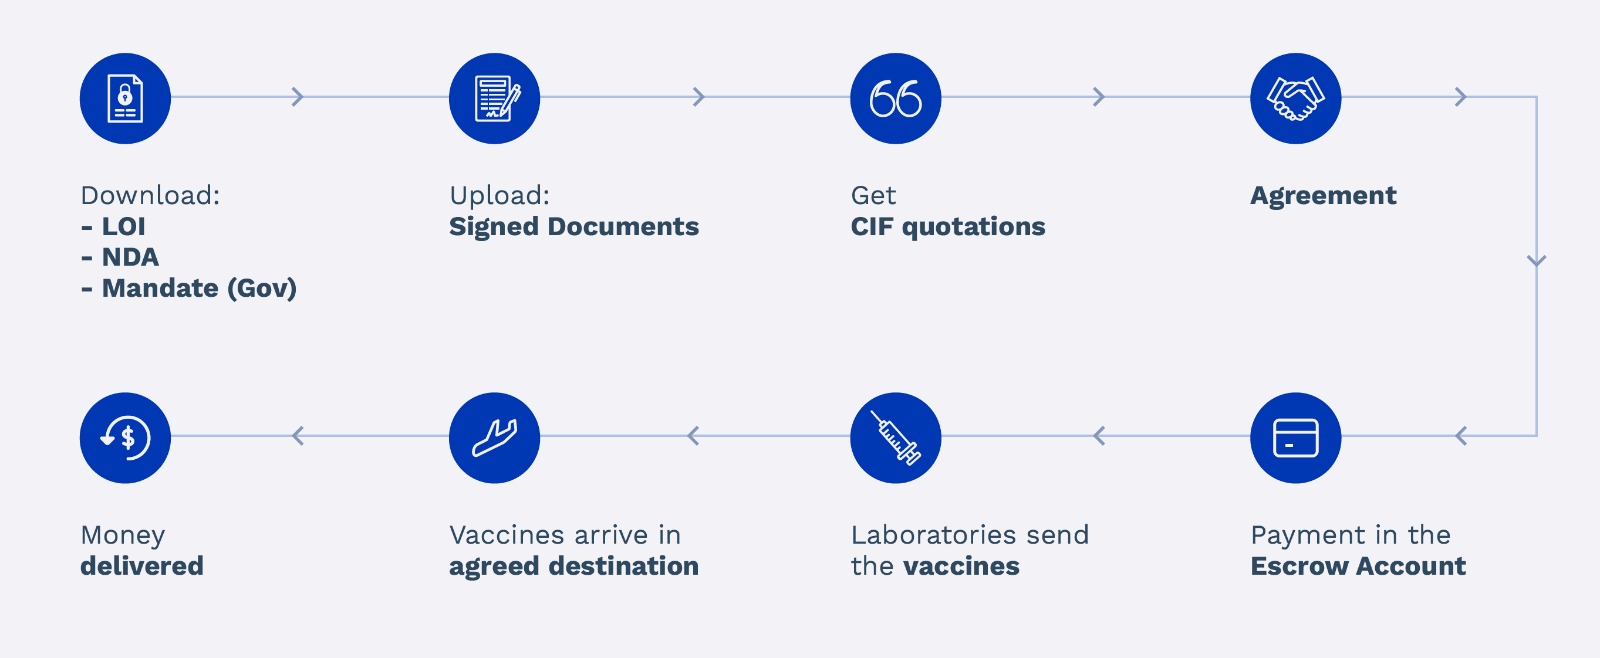 Download:
- LOI
- NDA
- Mandate (Gov)
Upload:
Signed Documents
66
Get
CIF quotations
Agreement
Payment in the
Escrow Account
Laboratories send
the vaccines
Vaccines arrive in
agreed destination
$
Money
delivered